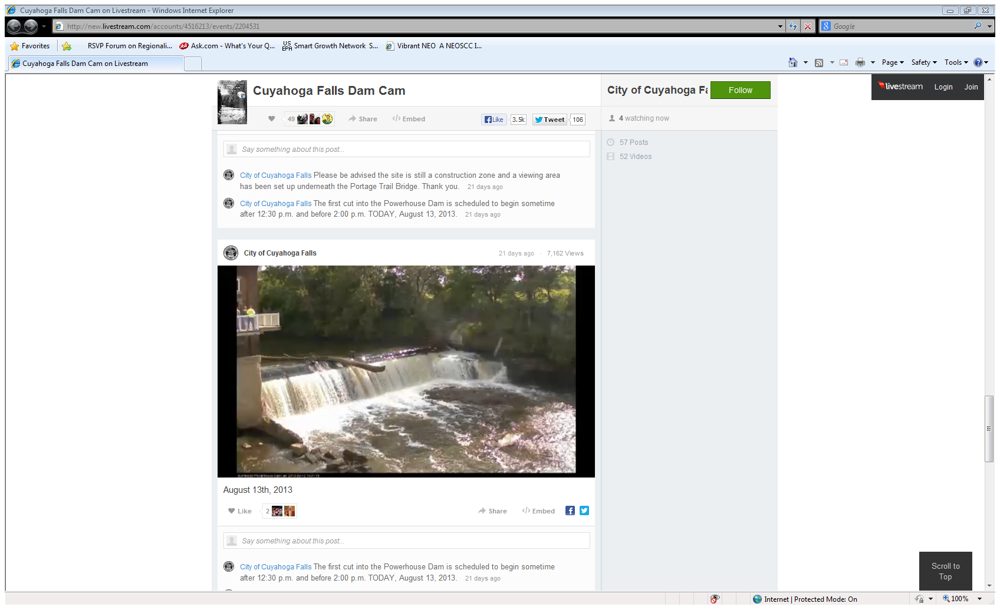 Cuyahoga Falls Dam Cam on Livestream - Windows Internet Explorer
http://new.livestream.com/accounts/4516213/events/2204531
Google
Favorites RSVP Forum on Regionali... Ask Ask.com - What's Your Q... US EPA Smart Growth Network S... Vibrant NEO A NEOSCC I...
Cuyahoga Falls Dam Cam on Livestream
Page Safety Tools
Cuyahoga Falls Dam Cam
City of Cuyahoga Fa
Follow
livestream Login Join
49 Share </> Embed Like 3.5k Tweet 106
4 watching now
57 Posts
52 Videos
Say something about this post...
City of Cuyahoga Falls Please be advised the site is still a construction zone and a viewing area
has been set up underneath the Portage Trail Bridge. Thank you. 21 days ago
City of Cuyahoga Falls The first cut into the Powerhouse Dam is scheduled to begin sometime
after 12:30 p.m. and before 2:00 p.m. TODAY, August 13, 2013. 21 days ago
City of Cuyahoga Falls 21 days ago · 7,162 Views
August 13th, 2013
Like 2 Share </> Embed
Say something about this post...
City of Cuyahoga Falls The first cut into the Powerhouse Dam is scheduled to begin sometime
after 12:30 p.m. and before 2:00 p.m. TODAY, August 13, 2013. 21 days ago
Scroll to
Top
Internet | Protected Mode: On 100%